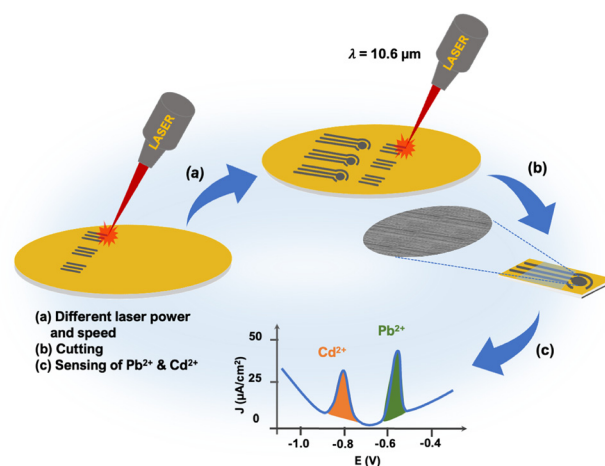 λ = 10.6 µm
LASER
LASER
(a)
(b)
(a) Different laser power
and speed
(b) Cutting
(c) Sensing of Pb²⁺ & Cd²⁺
(c)
50
25
0
J (µA/cm²)
Cd²⁺
Pb²⁺
-1.0 -0.8 -0.6 -0.4
E (V)